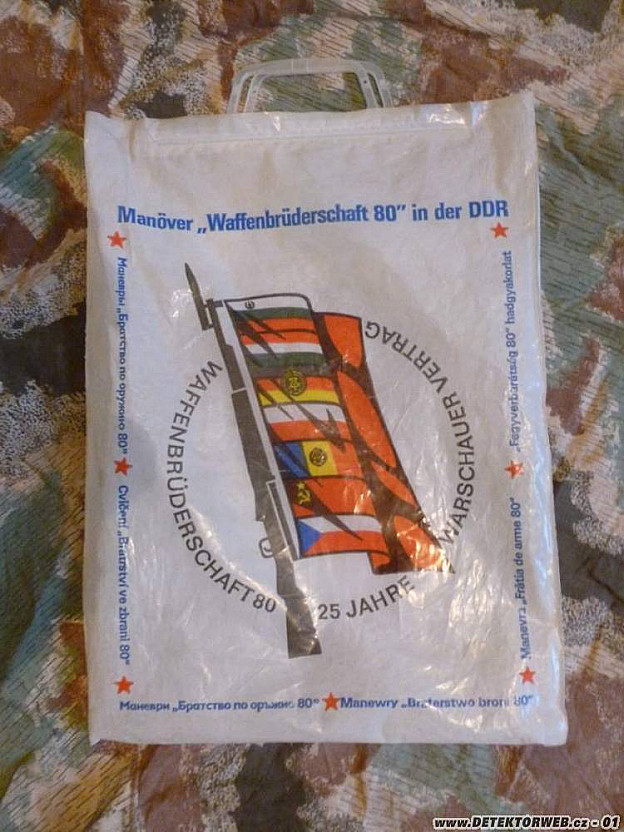 Manöver „Waffenbrüderschaft 80” in der DDR
Маневры „Братство по оружию 80”
Cvičení „Bratrství ve zbrani 80”
WAFFENBRÜDERSCHAFT 80
25 JAHRE
WARSCHAUER VERTRAG
„Fegyverbarátság 80” hadgyakorlat
Manevra „Frăția de arme 80”
Маневри „Братство по оръжие 80”
Manewry „Braterstwo broni 80”
www.DETEKTORWEB.cz - 01